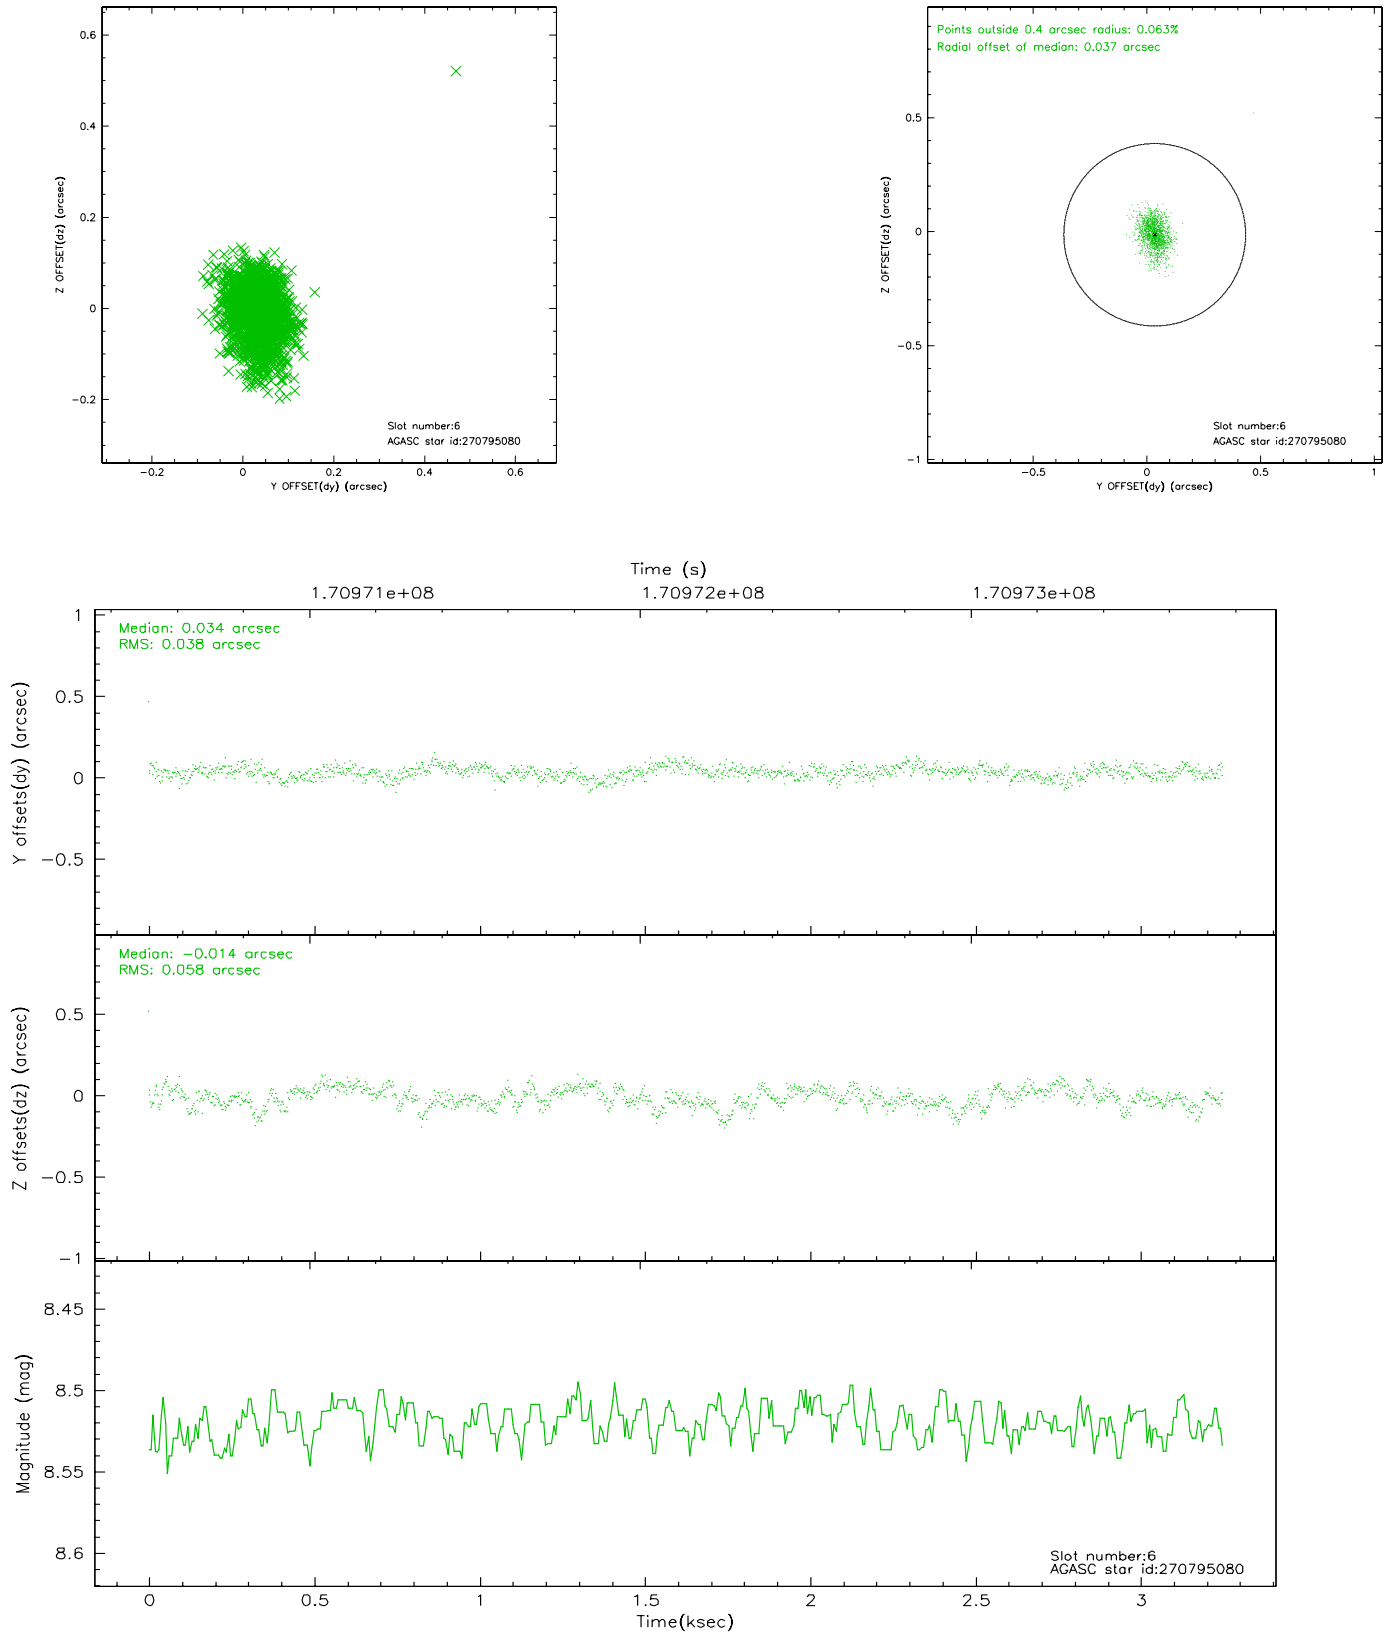 0.6
0.4
0.2
0
−0.2
Z OFFSET(dz) (arcsec)
Slot number:6
AGASC star id:270795080
−0.2 0 0.2 0.4 0.6
Y OFFSET(dy) (arcsec)
Points outside 0.4 arcsec radius: 0.063%
Radial offset of median: 0.037 arcsec
0.5
0
−0.5
−1
Z OFFSET(dz) (arcsec)
Slot number:6
AGASC star id:270795080
−0.5 0 0.5 1
Y OFFSET(dy) (arcsec)
Time (s)
1.70971e+08 1.70972e+08 1.70973e+08
Median: 0.034 arcsec
RMS: 0.038 arcsec
1
0.5
0
−0.5
Y offsets(dy) (arcsec)
Median: −0.014 arcsec
RMS: 0.058 arcsec
0.5
0
−0.5
−1
Z offsets(dz) (arcsec)
8.45
8.5
8.55
8.6
Magnitude (mag)
Slot number:6
AGASC star id:270795080
0 0.5 1 1.5 2 2.5 3
Time(ksec)